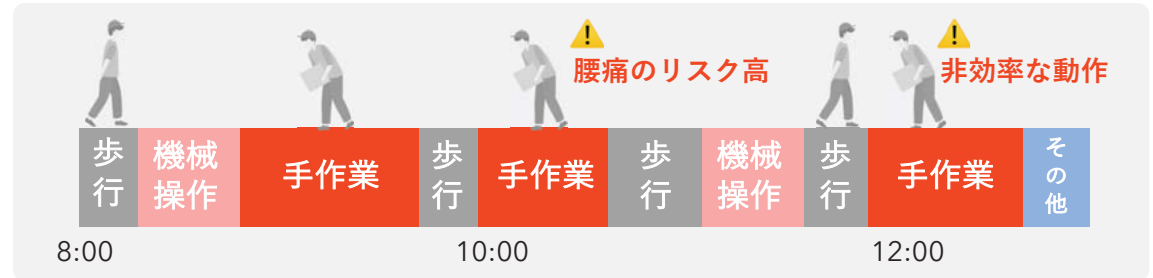 腰痛のリスク高
非効率な動作
歩行
機械操作
手作業
歩行
手作業
歩行
機械操作
歩行
手作業
その他
8:00
10:00
12:00